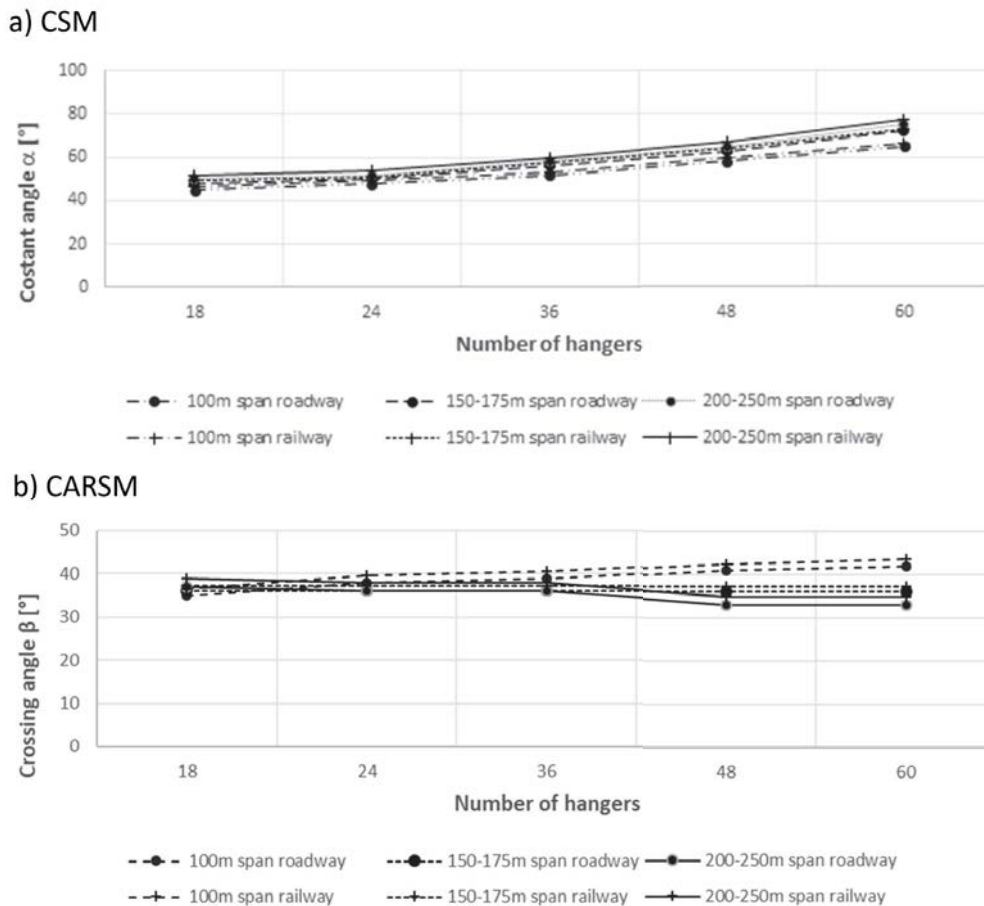 a) CSM
100
80
60
40
20
0
Costant angle α [°]
18 24 36 48 60
Number of hangers
100m span roadway 150-175m span roadway 200-250m span roadway
100m span railway 150-175m span railway 200-250m span railway
b) CARSM
50
40
30
20
10
0
Crossing angle β [°]
18 24 36 48 60
Number of hangers
100m span roadway 150-175m span roadway 200-250m span roadway
100m span railway 150-175m span railway 200-250m span railway